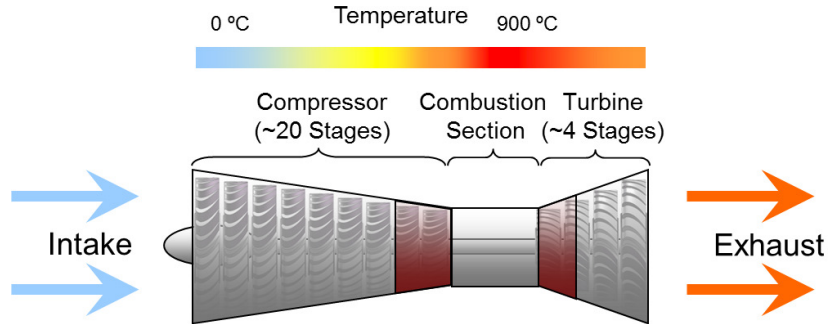 Temperature
0 ºC
900 ºC
Compressor
(~20 Stages)
Combustion
Section
Turbine
(~4 Stages)
Intake
Exhaust